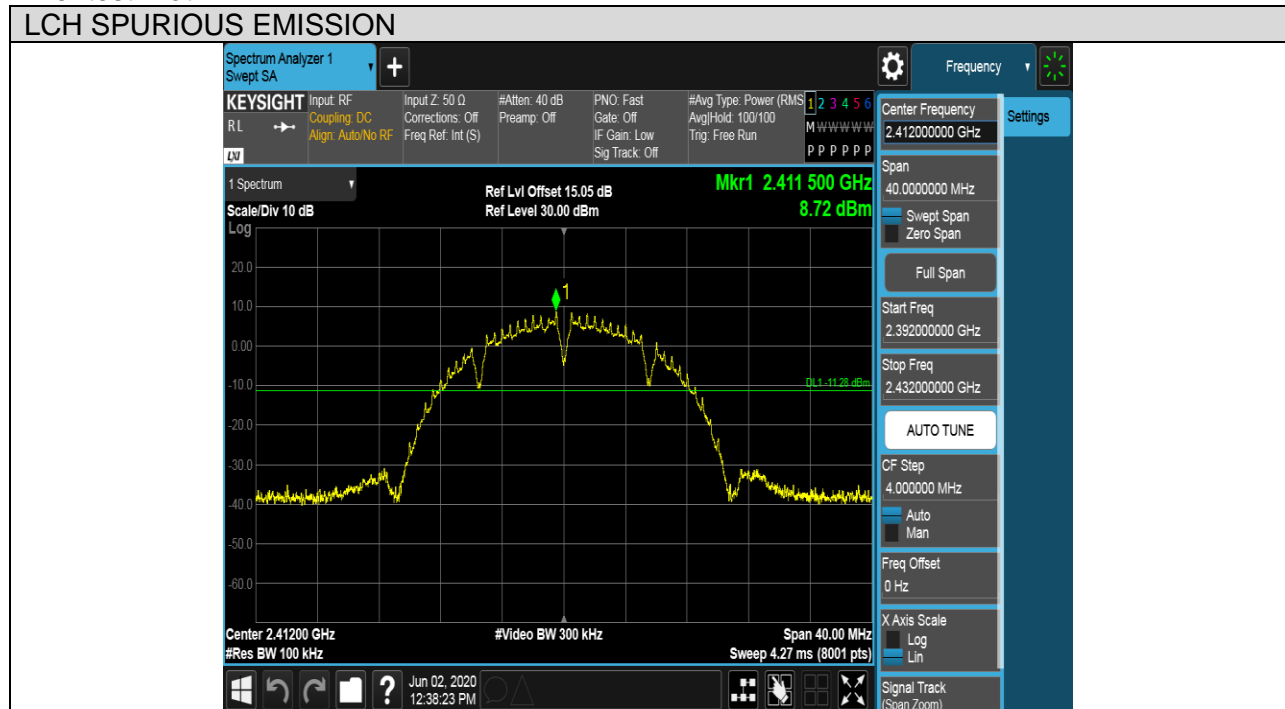 LCH SPURIOUS EMISSION
Spectrum Analyzer 1
Swept SA
+
Frequency
KEYSIGHT
RL
LXI
Input: RF
Coupling: DC
Align: Auto/No RF
Input Z: 50 Ω
Corrections: Off
Freq Ref: Int (S)
#Atten: 40 dB
Preamp: Off
PNO: Fast
Gate: Off
IF Gain: Low
Sig Track: Off
#Avg Type: Power (RMS
Avg|Hold: 100/100
Trig: Free Run
1 2 3 4 5 6
M W W W W W
P P P P P P
1 Spectrum
Scale/Div 10 dB
Log
Ref Lvl Offset 15.05 dB
Ref Level 30.00 dBm
Mkr1 2.411 500 GHz
8.72 dBm
20.0
10.0
0.00
-10.0
-20.0
-30.0
-40.0
-50.0
-60.0
1
DL1 -11.28 dBm
Center 2.41200 GHz
#Res BW 100 kHz
#Video BW 300 kHz
Span 40.00 MHz
Sweep 4.27 ms (8001 pts)
?
Jun 02, 2020
12:38:23 PM
Center Frequency
2.412000000 GHz
Span
40.0000000 MHz
Swept Span
Zero Span
Full Span
Start Freq
2.392000000 GHz
Stop Freq
2.432000000 GHz
AUTO TUNE
CF Step
4.000000 MHz
Auto
Man
Freq Offset
0 Hz
X Axis Scale
Log
Lin
Signal Track
(Span Zoom)
Settings